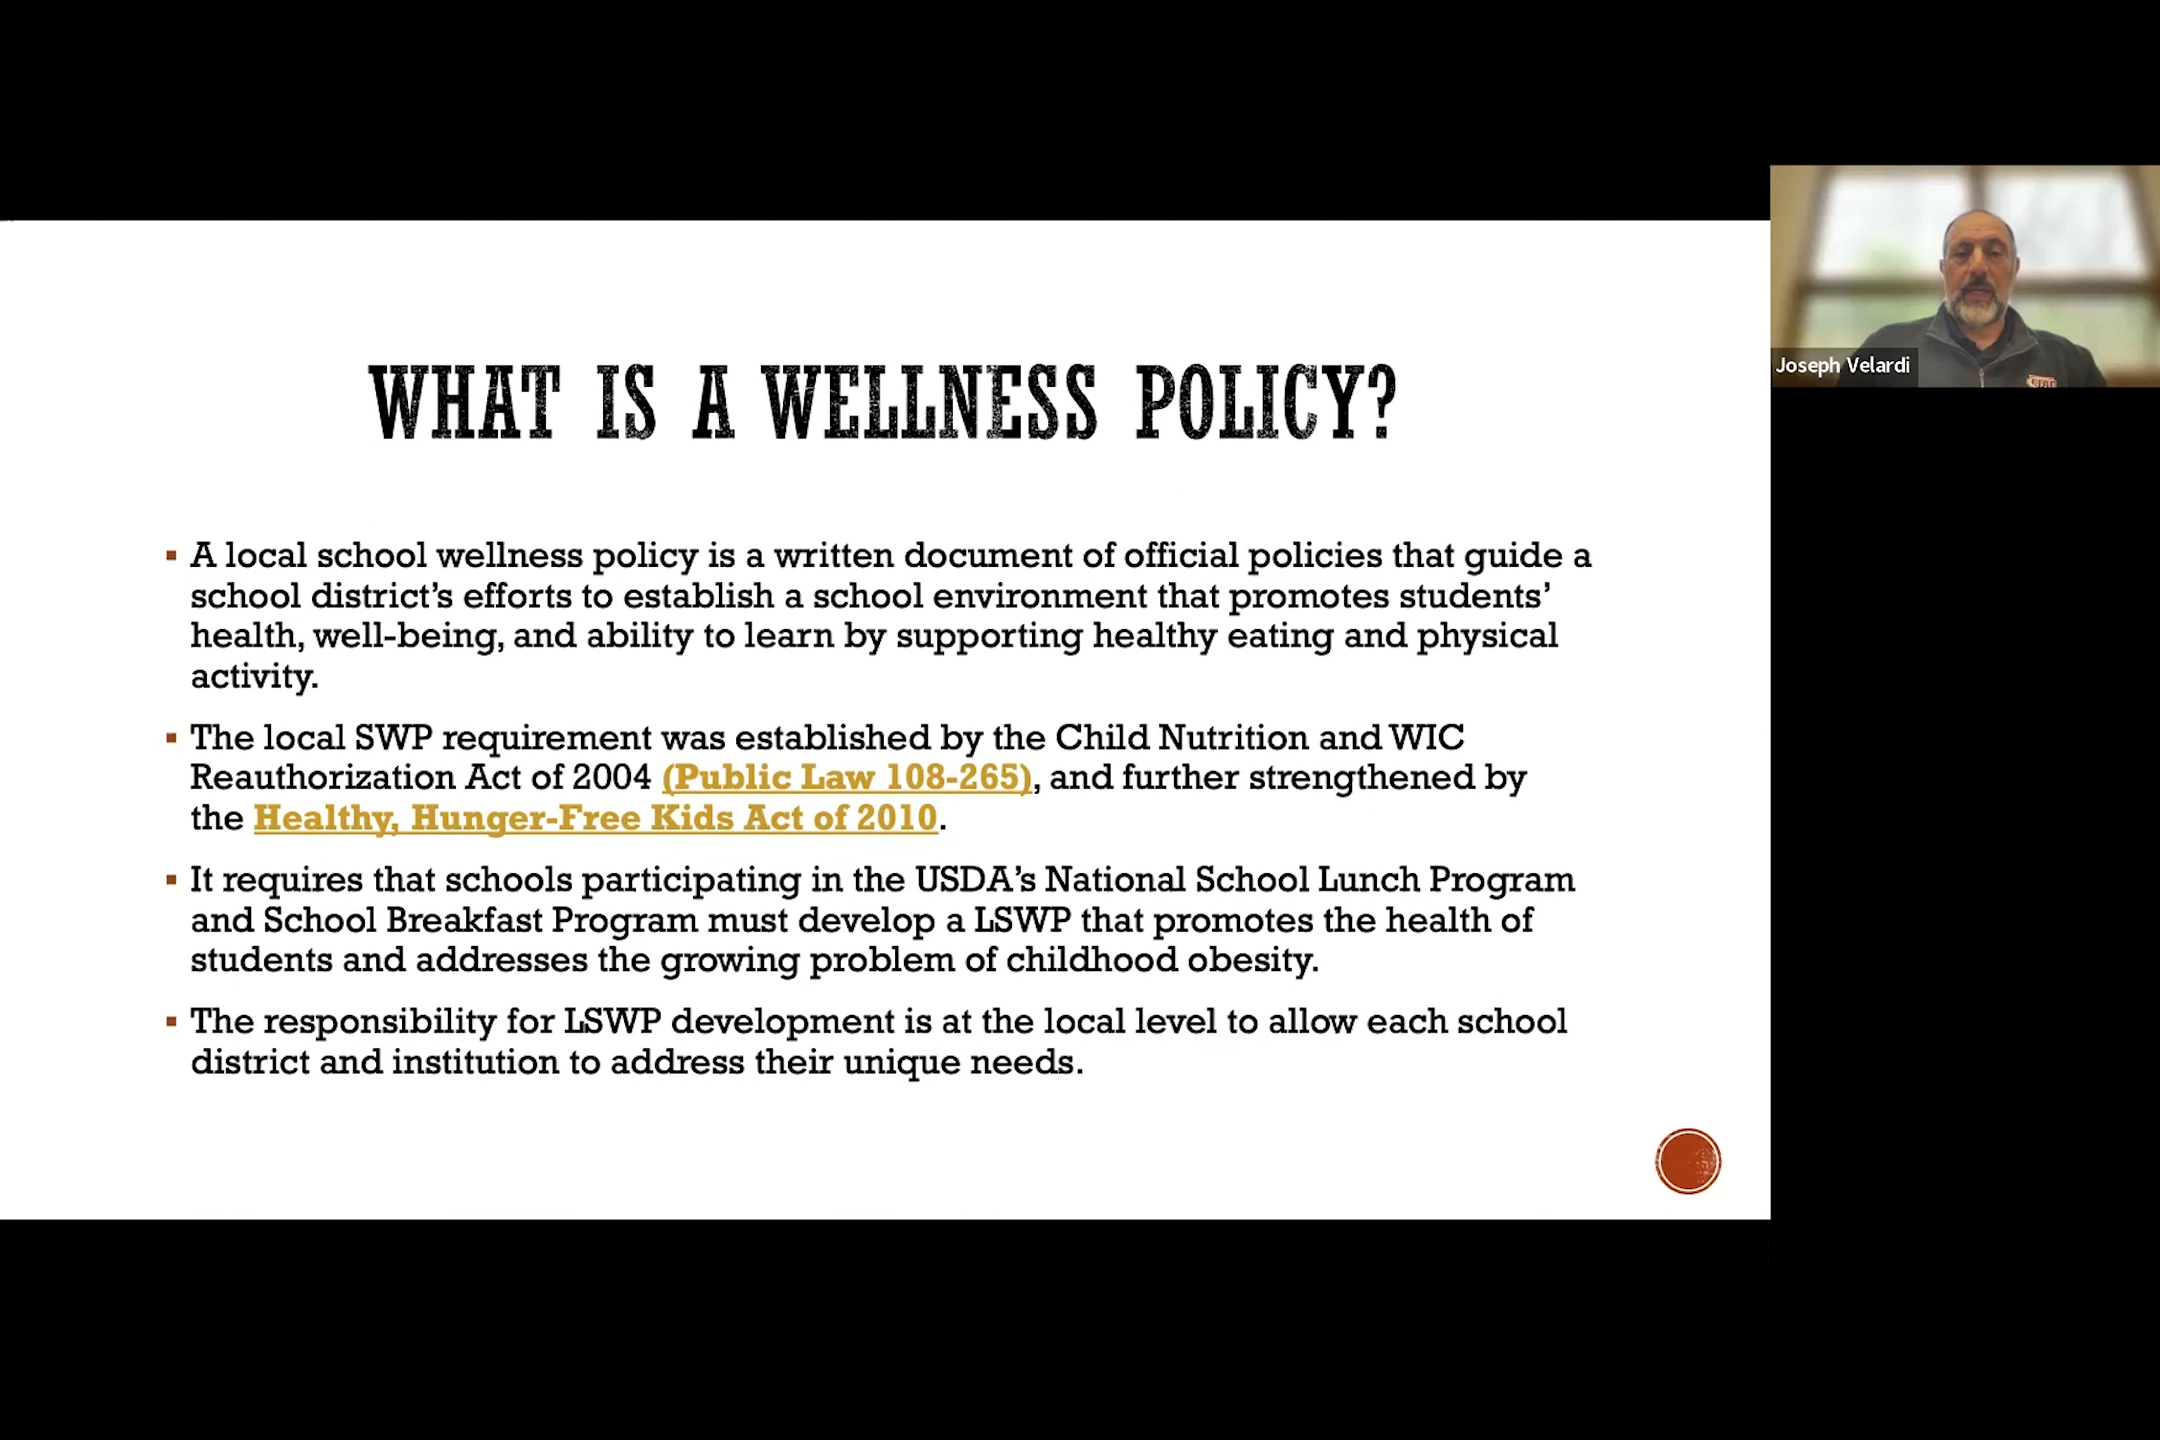 WHAT IS A WELLNESS POLICY?
▪ A local school wellness policy is a written document of official policies that guide a
school district’s efforts to establish a school environment that promotes students’
health, well-being, and ability to learn by supporting healthy eating and physical
activity.
▪ The local SWP requirement was established by the Child Nutrition and WIC
Reauthorization Act of 2004 (Public Law 108-265), and further strengthened by
the Healthy, Hunger-Free Kids Act of 2010.
▪ It requires that schools participating in the USDA’s National School Lunch Program
and School Breakfast Program must develop a LSWP that promotes the health of
students and addresses the growing problem of childhood obesity.
▪ The responsibility for LSWP development is at the local level to allow each school
district and institution to address their unique needs.
Joseph Velardi